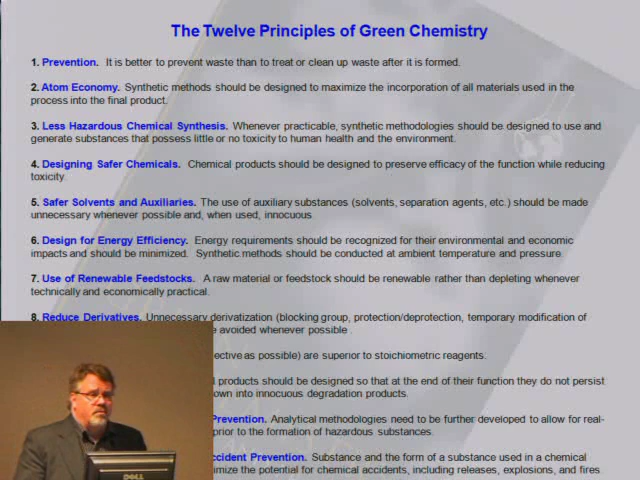 The Twelve Principles of Green Chemistry
1. Prevention. It is better to prevent waste than to treat or clean up waste after it is formed.
2. Atom Economy. Synthetic methods should be designed to maximize the incorporation of all materials used in the
process into the final product.
3. Less Hazardous Chemical Synthesis. Whenever practicable, synthetic methodologies should be designed to use and
generate substances that possess little or no toxicity to human health and the environment.
4. Designing Safer Chemicals. Chemical products should be designed to preserve efficacy of the function while reducing
toxicity.
5. Safer Solvents and Auxiliaries. The use of auxiliary substances (solvents, separation agents, etc.) should be made
unnecessary whenever possible and, when used, innocuous.
6. Design for Energy Efficiency. Energy requirements should be recognized for their environmental and economic
impacts and should be minimized. Synthetic methods should be conducted at ambient temperature and pressure.
7. Use of Renewable Feedstocks. A raw material or feedstock should be renewable rather than depleting whenever
technically and economically practical.
8. Reduce Derivatives. Unnecessary derivatization (blocking group, protection/deprotection, temporary modification of
avoided whenever possible .
ective as possible) are superior to stoichiometric reagents.
products should be designed so that at the end of their function they do not persist
own into innocuous degradation products.
Prevention. Analytical methodologies need to be further developed to allow for real-
prior to the formation of hazardous substances.
ccident Prevention. Substance and the form of a substance used in a chemical
imize the potential for chemical accidents, including releases, explosions, and fires
DELL